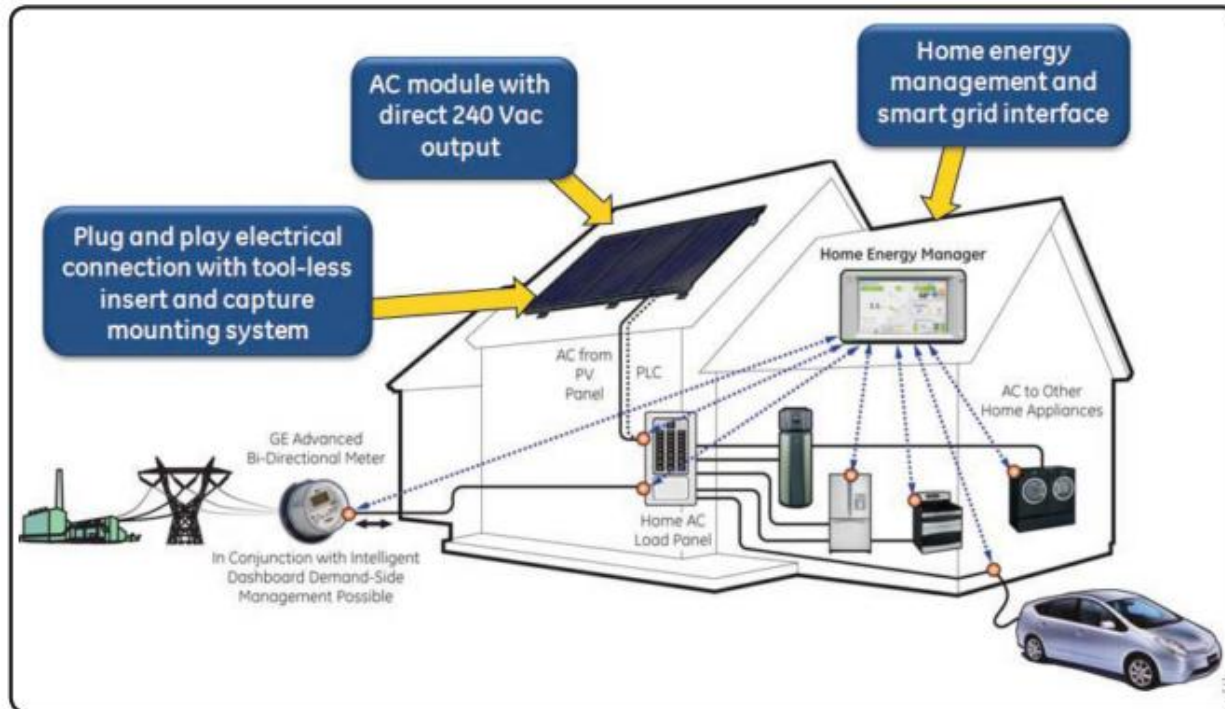 AC module with
direct 240 Vac
output
Home energy
management and
smart grid interface
Plug and play electrical
connection with tool-less
insert and capture
mounting system
Home Energy Manager
AC from
PV
Panel
PLC
AC to Other
Home Appliances
GE Advanced
Bi-Directional Meter
Home AC
Load Panel
In Conjunction with Intelligent
Dashboard Demand-Side
Management Possible